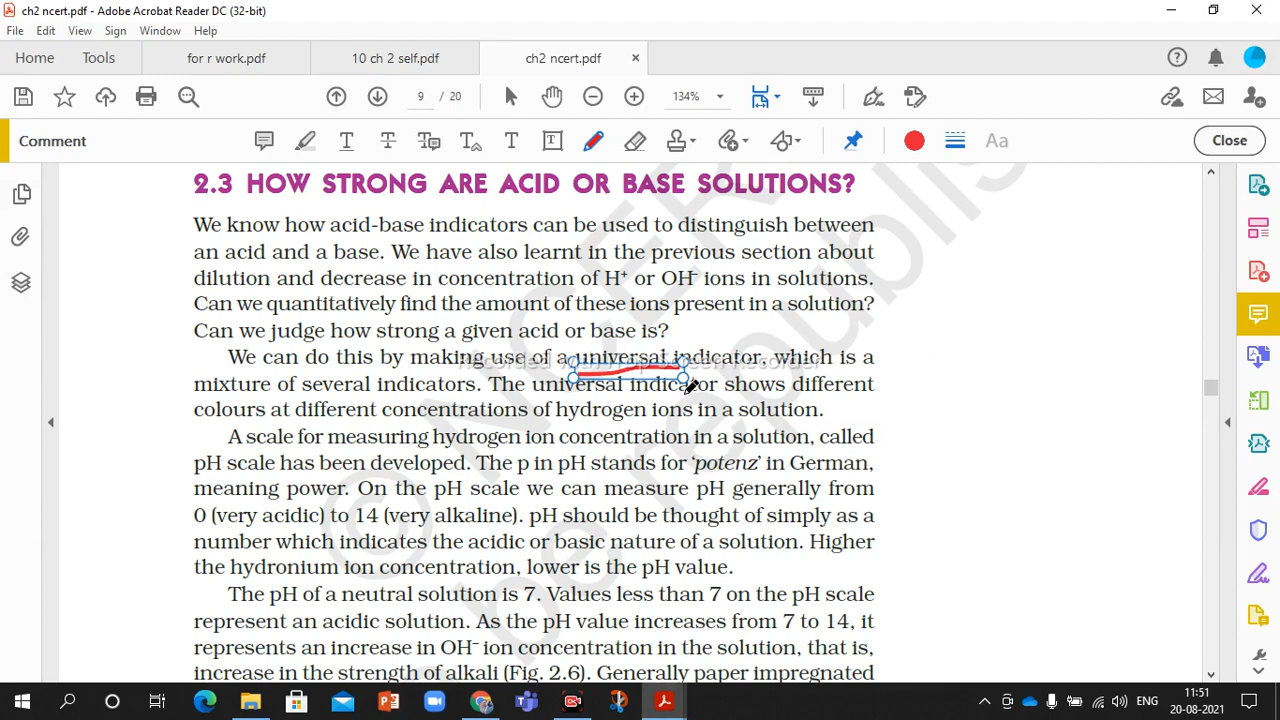 ch2 ncert.pdf - Adobe Acrobat Reader DC (32-bit)
File Edit View Sign Window Help
Home Tools for r work.pdf 10 ch 2 self.pdf ch2 ncert.pdf
9 / 20 134%
Comment Close
2.3 HOW STRONG ARE ACID OR BASE SOLUTIONS?
We know how acid-base indicators can be used to distinguish between
an acid and a base. We have also learnt in the previous section about
dilution and decrease in concentration of H⁺ or OH⁻ ions in solutions.
Can we quantitatively find the amount of these ions present in a solution?
Can we judge how strong a given acid or base is?
We can do this by making use of a universal indicator, which is a
mixture of several indicators. The universal indicator shows different
colours at different concentrations of hydrogen ions in a solution.
A scale for measuring hydrogen ion concentration in a solution, called
pH scale has been developed. The p in pH stands for ‘potenz’ in German,
meaning power. On the pH scale we can measure pH generally from
0 (very acidic) to 14 (very alkaline). pH should be thought of simply as a
number which indicates the acidic or basic nature of a solution. Higher
the hydronium ion concentration, lower is the pH value.
The pH of a neutral solution is 7. Values less than 7 on the pH scale
represent an acidic solution. As the pH value increases from 7 to 14, it
represents an increase in OH⁻ ion concentration in the solution, that is,
increase in the strength of alkali (Fig. 2.6). Generally paper impregnated
© NCER
be republis
Recorded with Screen Recorder
ENG
11:51
20-08-2021